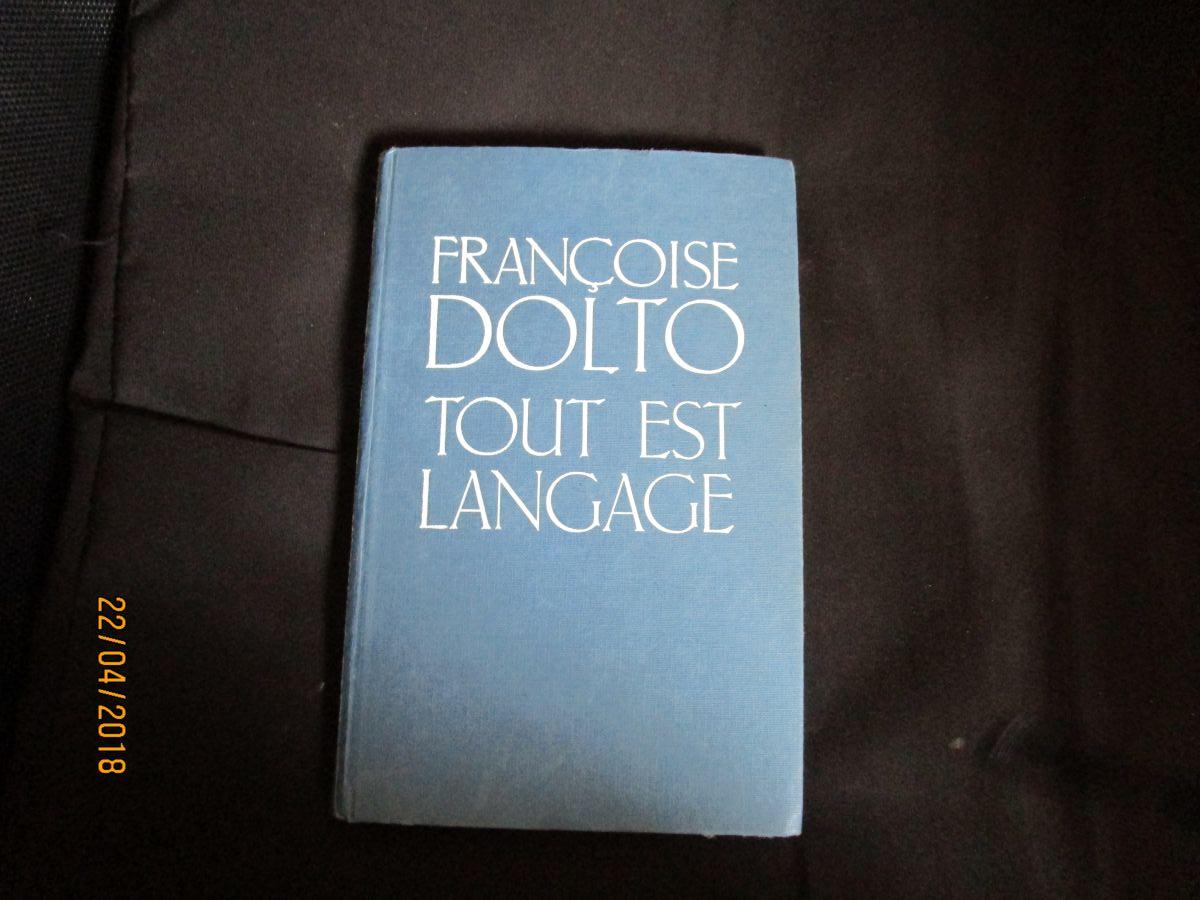 FRANÇOISE
DOLTO
TOUT EST
LANGAGE
22/04/2018